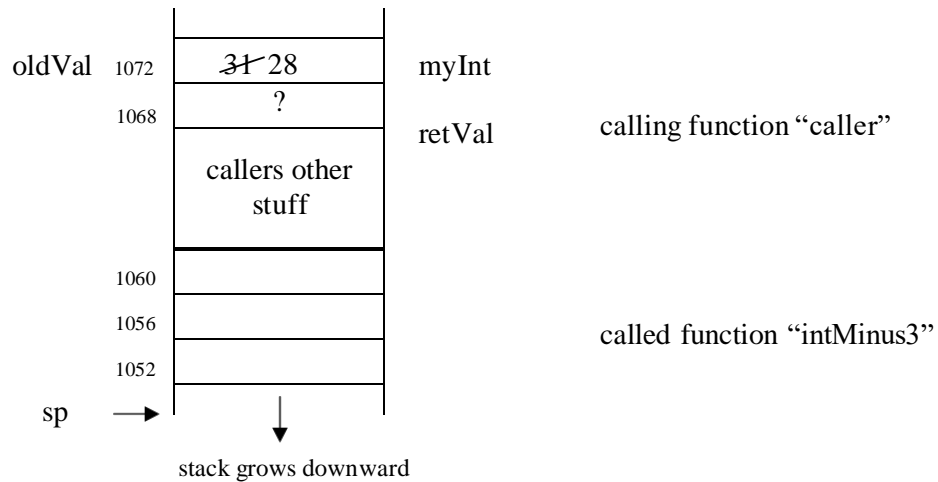 oldVal 1072 31 28 myInt
?
1068
retVal
calling function “caller”
callers other
stuff
1060
1056
called function “intMinus3”
1052
sp
stack grows downward